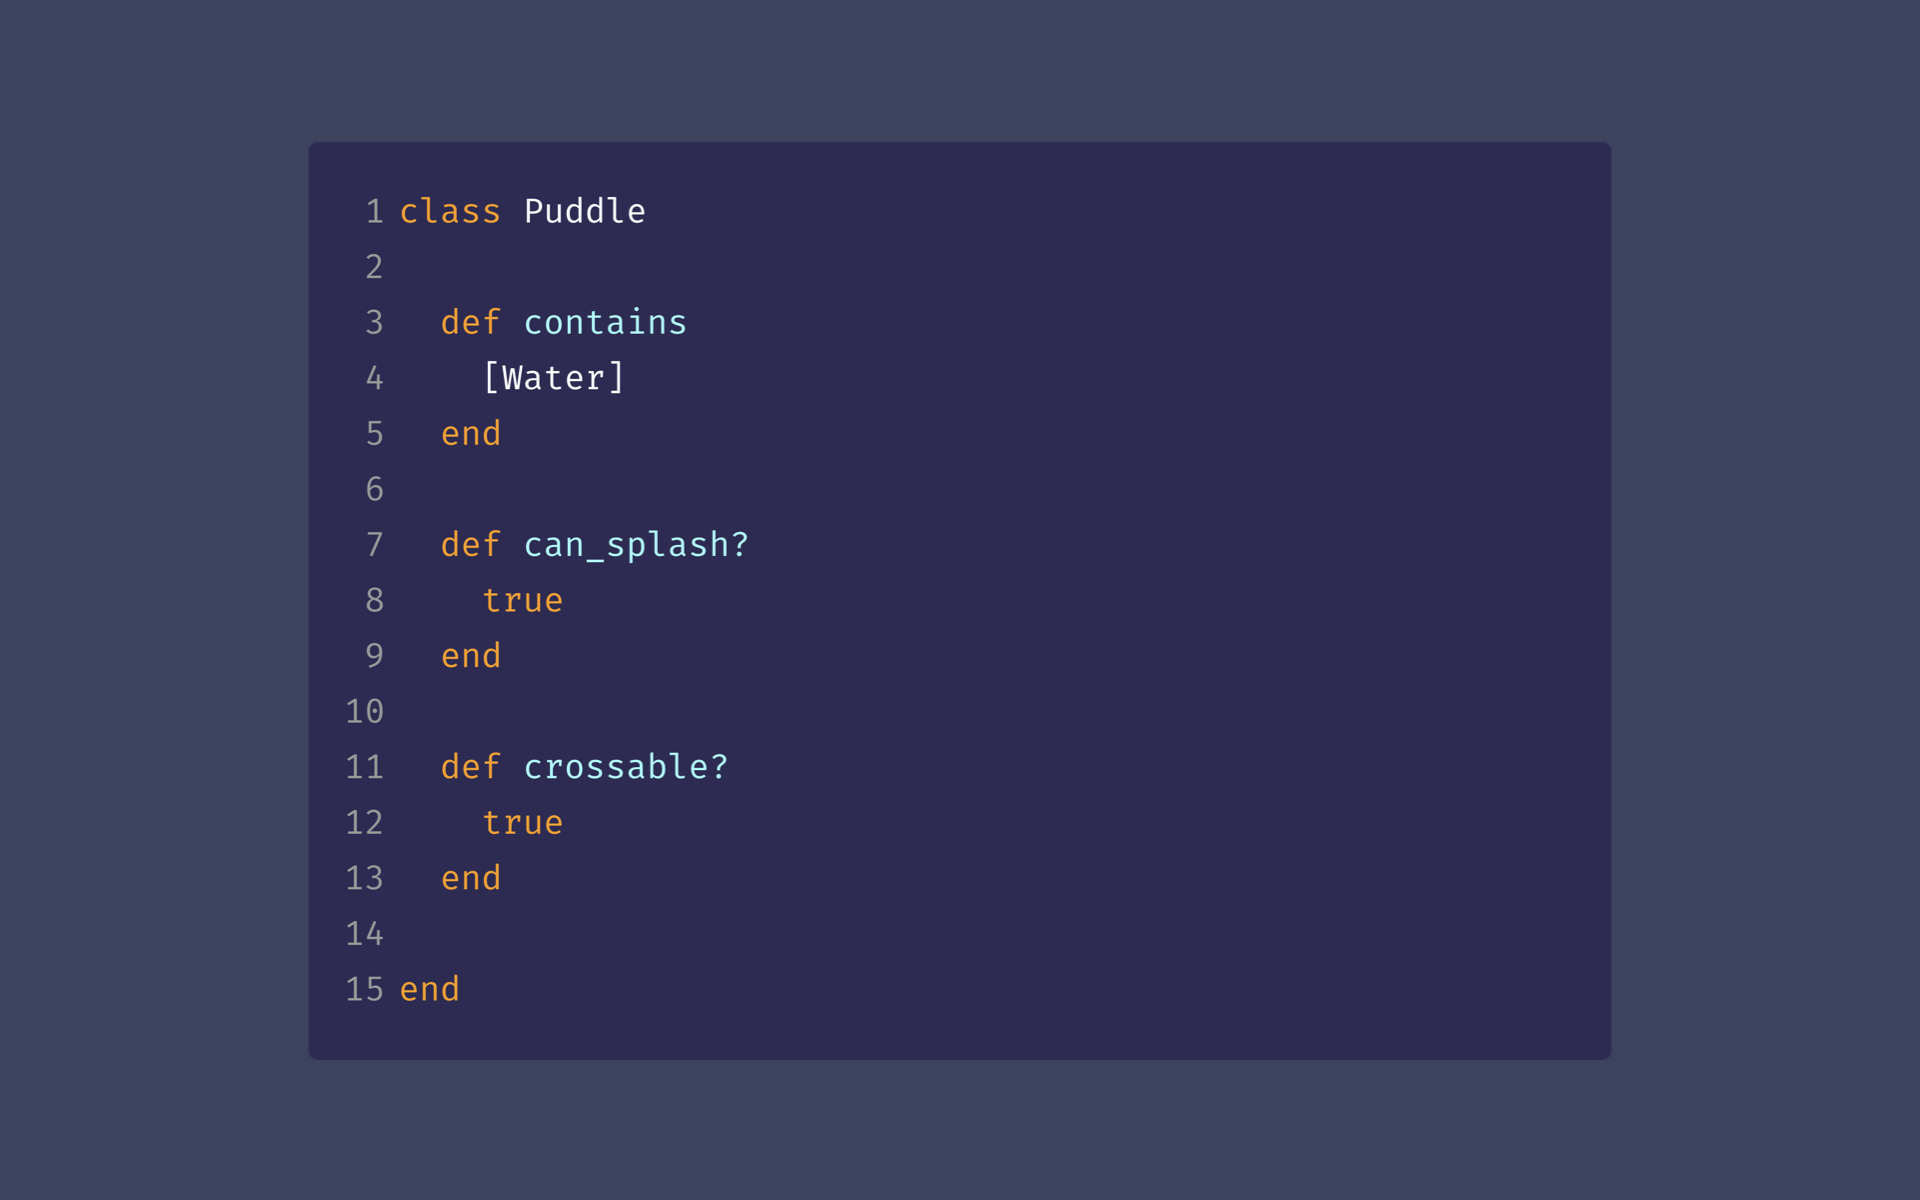 1 class Puddle
2
3   def contains
4     [Water]
5   end
6
7   def can_splash?
8     true
9   end
10
11   def crossable?
12     true
13   end
14
15 end